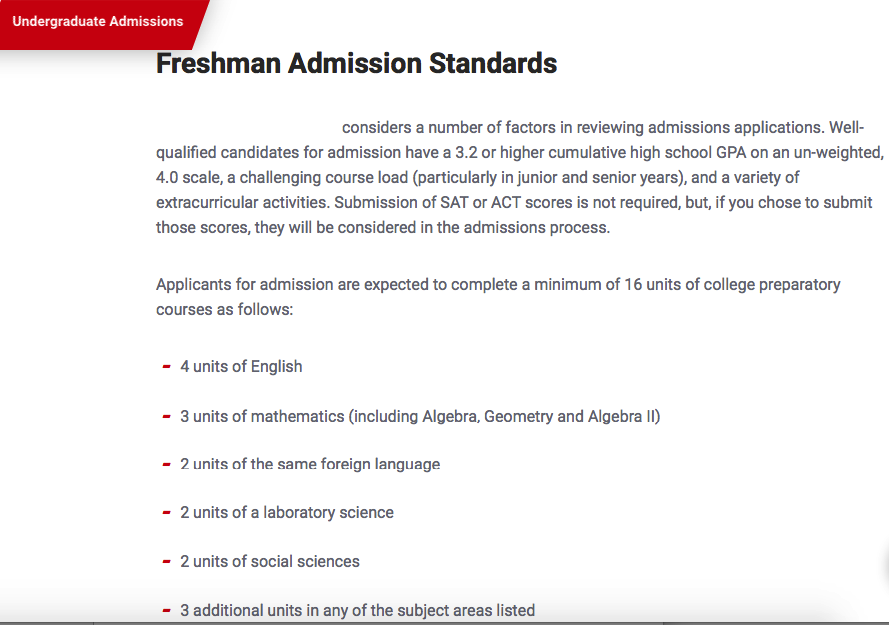 Undergraduate Admissions
Freshman Admission Standards
considers a number of factors in reviewing admissions applications. Well-
qualified candidates for admission have a 3.2 or higher cumulative high school GPA on an un-weighted,
4.0 scale, a challenging course load (particularly in junior and senior years), and a variety of
extracurricular activities. Submission of SAT or ACT scores is not required, but, if you chose to submit
those scores, they will be considered in the admissions process.
Applicants for admission are expected to complete a minimum of 16 units of college preparatory
courses as follows:
- 4 units of English
- 3 units of mathematics (including Algebra, Geometry and Algebra II)
- 2 units of the same foreign language
- 2 units of a laboratory science
- 2 units of social sciences
- 3 additional units in any of the subject areas listed